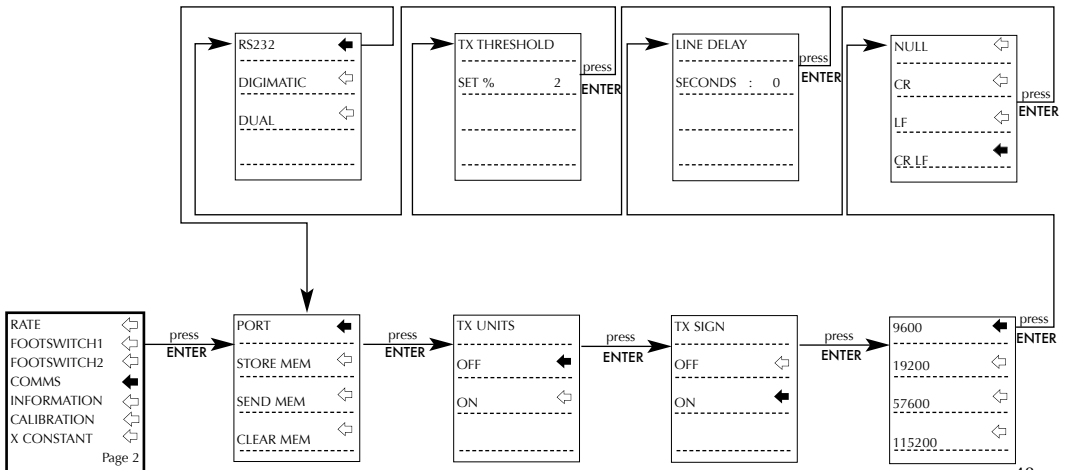 RS232
DIGIMATIC
DUAL
TX THRESHOLD
SET % 2
press
ENTER
LINE DELAY
SECONDS : 0
press
ENTER
NULL
CR
LF
CR LF
press
ENTER
RATE
FOOTSWITCH1
FOOTSWITCH2
COMMS
INFORMATION
CALIBRATION
X CONSTANT
Page 2
press
ENTER
PORT
STORE MEM
SEND MEM
CLEAR MEM
press
ENTER
TX UNITS
OFF
ON
press
ENTER
TX SIGN
OFF
ON
press
ENTER
9600
19200
57600
115200
press
ENTER